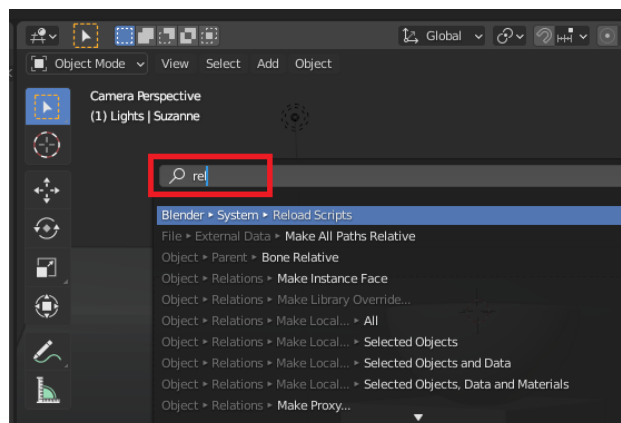 Global
Object Mode View Select Add Object
Camera Perspective
(1) Lights | Suzanne
rel
Blender ▸ System ▸ Reload Scripts
File ▸ External Data ▸ Make All Paths Relative
Object ▸ Parent ▸ Bone Relative
Object ▸ Relations ▸ Make Instance Face
Object ▸ Relations ▸ Make Library Override...
Object ▸ Relations ▸ Make Local... ▸ All
Object ▸ Relations ▸ Make Local... ▸ Selected Objects
Object ▸ Relations ▸ Make Local... ▸ Selected Objects and Data
Object ▸ Relations ▸ Make Local... ▸ Selected Objects, Data and Materials
Object ▸ Relations ▸ Make Proxy...